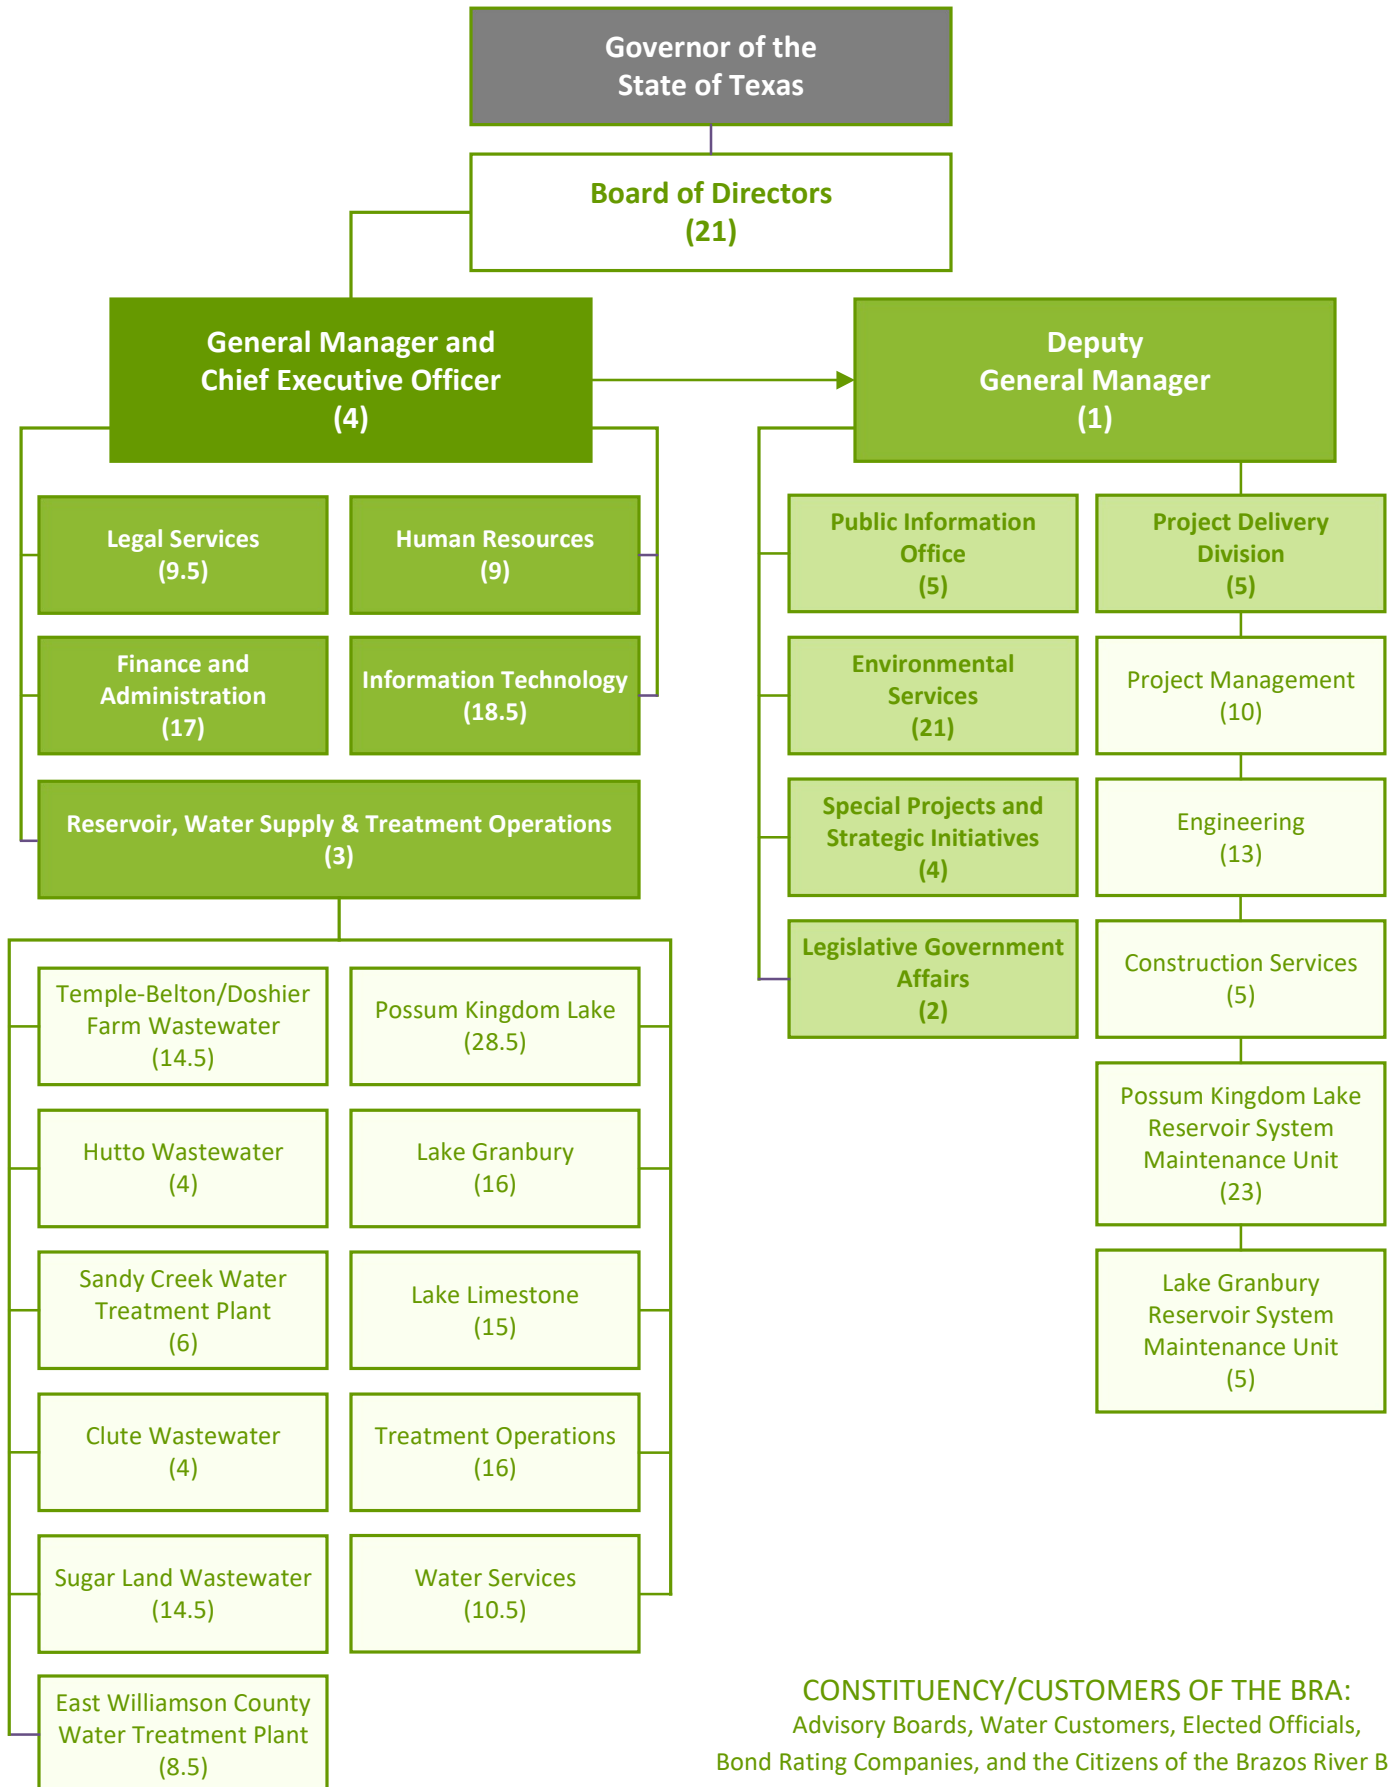 Governor of the
State of Texas
Board of Directors
(21)
General Manager and
Chief Executive Officer
(4)
Deputy
General Manager
(1)
Legal Services
(9.5)
Human Resources
(9)
Finance and
Administration
(17)
Information Technology
(18.5)
Reservoir, Water Supply & Treatment Operations
(3)
Temple-Belton/Doshier
Farm Wastewater
(14.5)
Possum Kingdom Lake
(28.5)
Hutto Wastewater
(4)
Lake Granbury
(16)
Sandy Creek Water
Treatment Plant
(6)
Lake Limestone
(15)
Clute Wastewater
(4)
Treatment Operations
(16)
Sugar Land Wastewater
(14.5)
Water Services
(10.5)
East Williamson County
Water Treatment Plant
(8.5)
Public Information
Office
(5)
Environmental
Services
(21)
Special Projects and
Strategic Initiatives
(4)
Legislative Government
Affairs
(2)
Project Delivery
Division
(5)
Project Management
(10)
Engineering
(13)
Construction Services
(5)
Possum Kingdom Lake
Reservoir System
Maintenance Unit
(23)
Lake Granbury
Reservoir System
Maintenance Unit
(5)
CONSTITUENCY/CUSTOMERS OF THE BRA:
Advisory Boards, Water Customers, Elected Officials,
Bond Rating Companies, and the Citizens of the Brazos River B